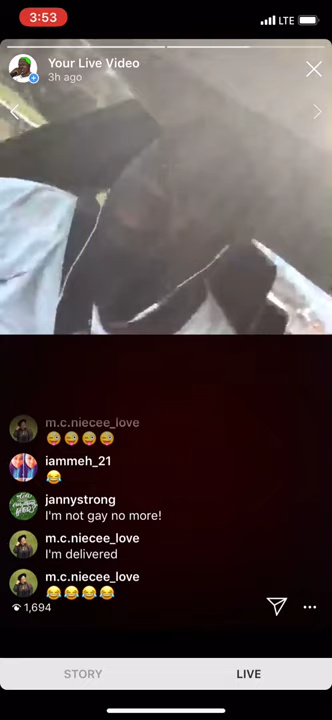 3:53
LTE
Your Live Video
3h ago
m.c.niecee_love
😜😜😜😜
iammeh_21
😂
jannystrong
I'm not gay no more!
m.c.niecee_love
I'm delivered
m.c.niecee_love
😂😂😂😂
1,694
STORY
LIVE